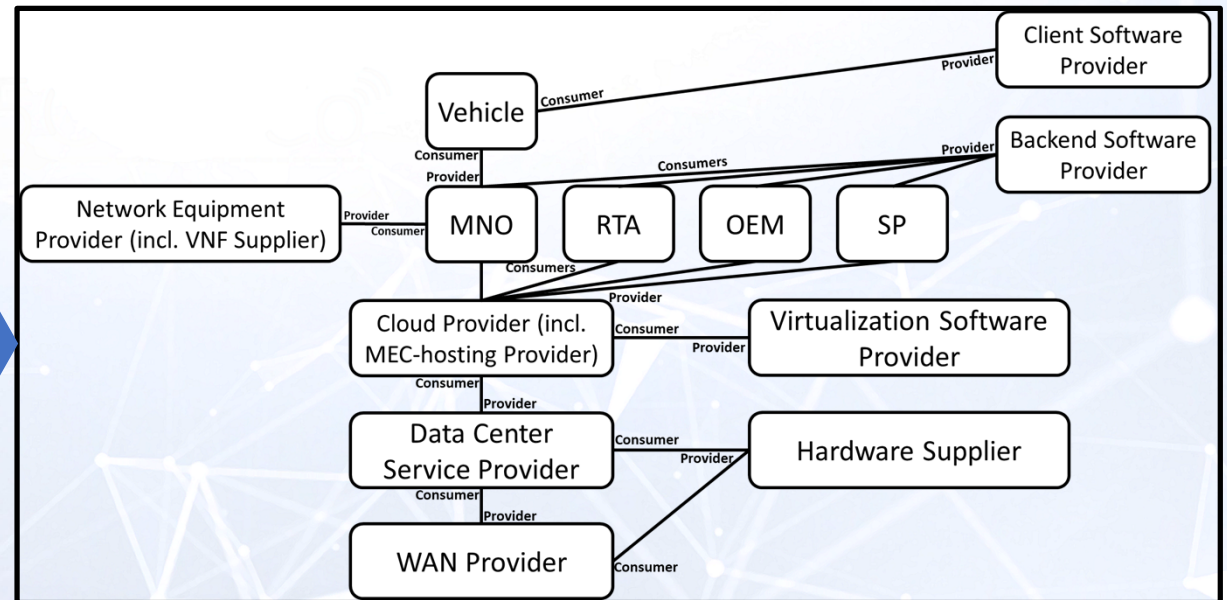 Client Software
Provider
Provider
Consumer
Vehicle
Consumer
Provider
Consumers
Provider
Backend Software
Provider
Network Equipment
Provider (incl. VNF Supplier)
Provider
Consumer
MNO
RTA
OEM
SP
Consumers
Provider
Cloud Provider (incl.
MEC-hosting Provider)
Consumer
Provider
Virtualization Software
Provider
Consumer
Provider
Data Center
Service Provider
Consumer
Provider
Hardware Supplier
Consumer
Provider
WAN Provider
Consumer